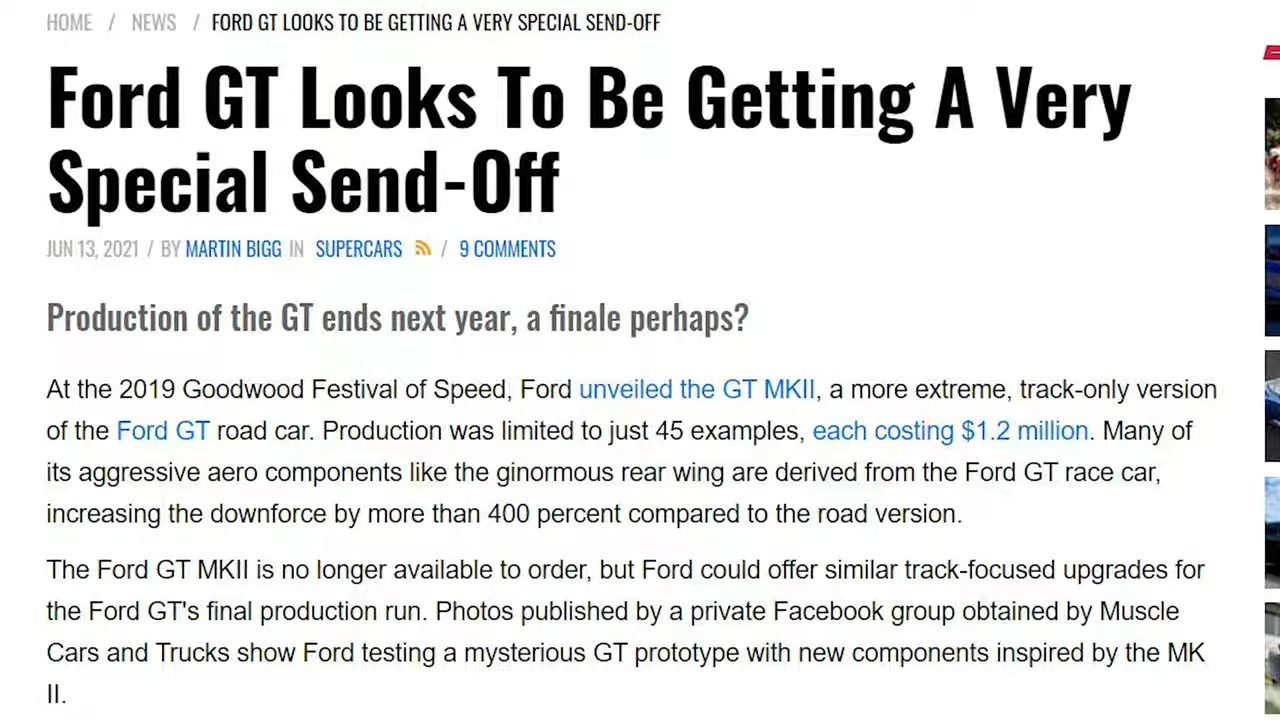 HOME / NEWS / FORD GT LOOKS TO BE GETTING A VERY SPECIAL SEND-OFF
Ford GT Looks To Be Getting A Very
Special Send-Off
JUN 13, 2021 / BY MARTIN BIGG IN SUPERCARS / 9 COMMENTS
Production of the GT ends next year, a finale perhaps?
At the 2019 Goodwood Festival of Speed, Ford unveiled the GT MKII, a more extreme, track-only version
of the Ford GT road car. Production was limited to just 45 examples, each costing $1.2 million. Many of
its aggressive aero components like the ginormous rear wing are derived from the Ford GT race car,
increasing the downforce by more than 400 percent compared to the road version.
The Ford GT MKII is no longer available to order, but Ford could offer similar track-focused upgrades for
the Ford GT's final production run. Photos published by a private Facebook group obtained by Muscle
Cars and Trucks show Ford testing a mysterious GT prototype with new components inspired by the MK
II.